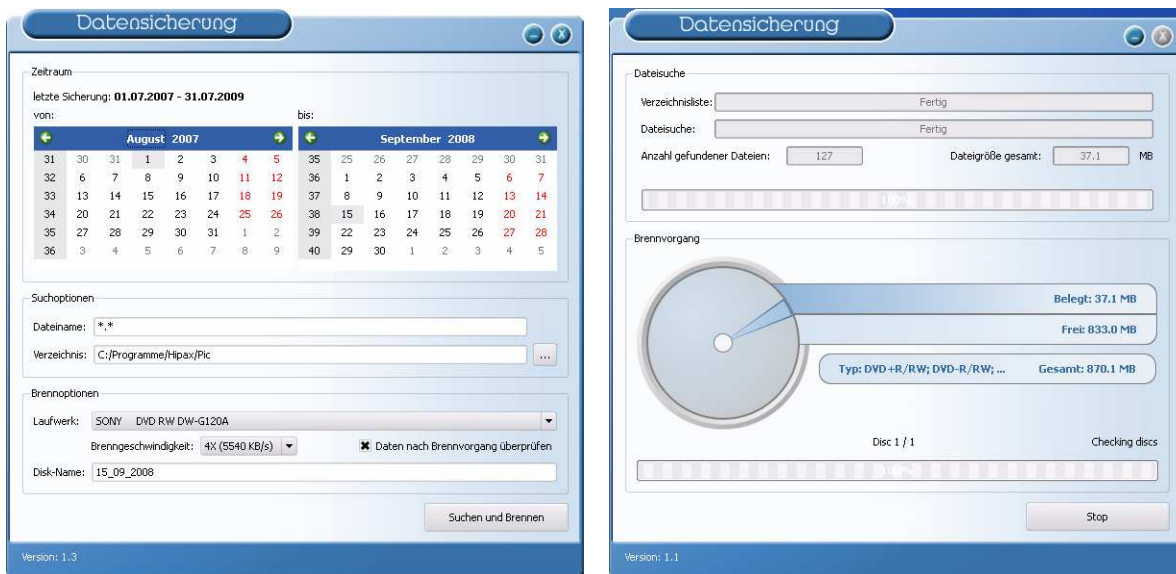 Datensicherung
Zeitraum
letzte Sicherung: 01.07.2007 - 31.07.2009
von:
August 2007
31 30 31 1 2 3 4 5
32 6 7 8 9 10 11 12
33 13 14 15 16 17 18 19
34 20 21 22 23 24 25 26
35 27 28 29 30 31 1 2
36 3 4 5 6 7 8 9
bis:
September 2008
35 25 26 27 28 29 30 31
36 1 2 3 4 5 6 7
37 8 9 10 11 12 13 14
38 15 16 17 18 19 20 21
39 22 23 24 25 26 27 28
40 29 30 1 2 3 4 5
Suchoptionen
Dateiname: *.*
Verzeichnis: C:/Programme/Hipax/Pic ...
Brennoptionen
Laufwerk: SONY DVD RW DW-G120A
Brenngeschwindigkeit: 4X (5540 KB/s) Daten nach Brennvorgang überprüfen
Disk-Name: 15_09_2008
Suchen und Brennen
Version: 1.3
Datensicherung
Dateisuche
Verzeichnisliste: Fertig
Dateisuche: Fertig
Anzahl gefundener Dateien: 127 Dateigröße gesamt: 37.1 MB
100%
Brennvorgang
Belegt: 37.1 MB
Frei: 833.0 MB
Typ: DVD+R/RW; DVD-R/RW; ... Gesamt: 870.1 MB
Disc 1 / 1 Checking discs
100%
Stop
Version: 1.1